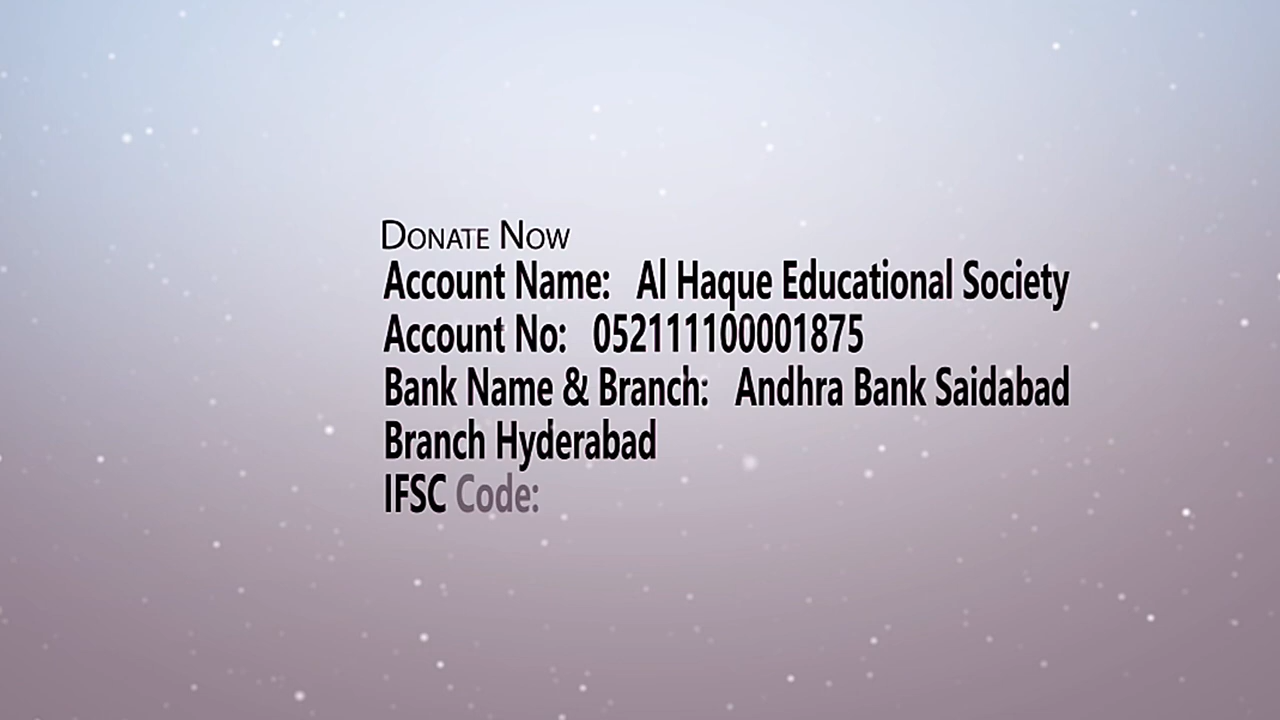 Donate Now
Account Name: Al Haque Educational Society
Account No: 052111100001875
Bank Name & Branch: Andhra Bank Saidabad
Branch Hyderabad
IFSC Code: